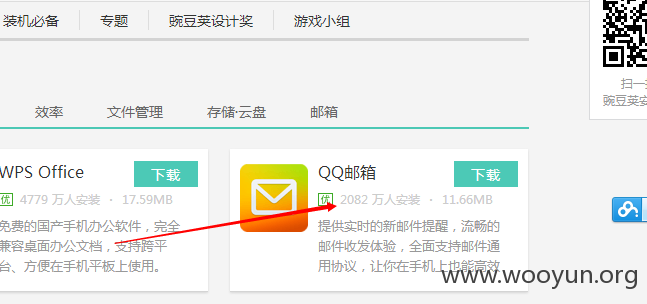 装机必备 专题 豌豆荚设计奖 游戏小组
扫一
豌豆荚安
效率 文件管理 存储·云盘 邮箱
WPS Office 下载
优 4779 万人安装 · 17.59MB
免费的国产手机办公软件，完全
兼容桌面办公文档，支持跨平
台、方便在手机平板上使用。
QQ邮箱 下载
优 2082 万人安装 · 11.66MB
提供实时的新邮件提醒，流畅的
邮件收发体验，全面支持邮件通
用协议，让你在手机上也能高效
www.wooyun.org